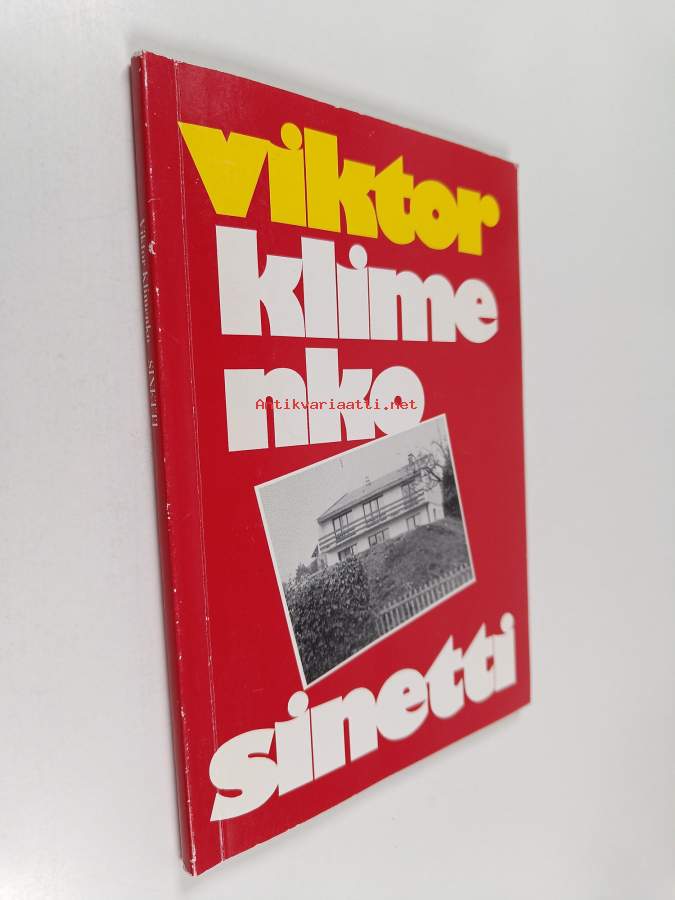 viktor
klime
nko
Antikvariaatti.net
sinetti
Viktor Klimenko SINETTI